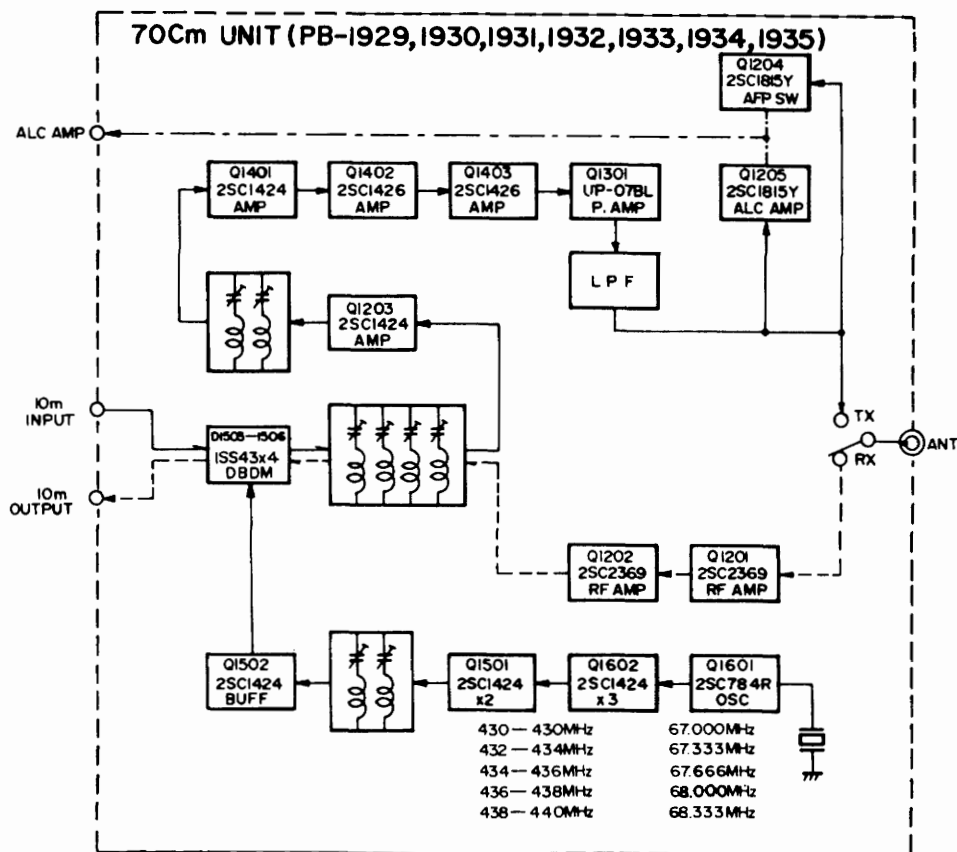 70Cm UNIT (PB-1929,1930,1931,1932,1933,1934,1935)
Q1204
2SC1815Y
AFP SW
ALC AMP
Q1401
2SC1424
AMP
Q1402
2SC1426
AMP
Q1403
2SC1426
AMP
Q1301
UP-07BL
P. AMP
Q1205
2SC1815Y
ALC AMP
LPF
Q1203
2SC1424
AMP
10m
INPUT
D1503-1506
1SS43x4
DBDM
TX
RX
ANT
10m
OUTPUT
Q1202
2SC2369
RF AMP
Q1201
2SC2369
RF AMP
Q1502
2SC1424
BUFF
Q1501
2SC1424
x2
Q1602
2SC1424
x3
Q1601
2SC784R
OSC
430-430MHz 67.000MHz
432-434MHz 67.333MHz
434-436MHz 67.666MHz
436-438MHz 68.000MHz
438-440MHz 68.333MHz